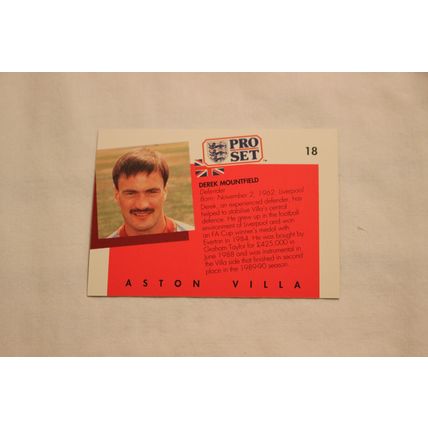 PRO
SET
18
DEREK MOUNTFIELD
Defender
Born: November 2, 1962, Liverpool
Derek, an experienced defender, has
helped to stabilise Villa's central
defence. He grew up in the football
environment of Liverpool and won
an FA Cup winner's medal with
Everton in 1984. He was bought by
Graham Taylor for £425,000 in
June 1988 and was instrumental in
the Villa side that finished in second
place in the 1989-90 season.
ASTON VILLA